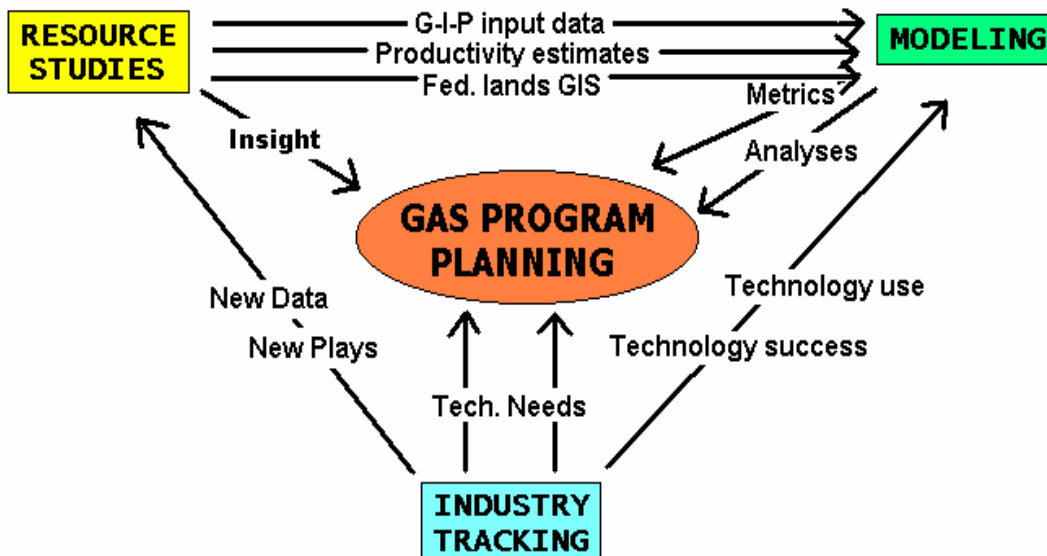 RESOURCE
STUDIES
G-I-P input data
Productivity estimates
Fed. lands GIS
MODELING
Metrics
Insight
Analyses
GAS PROGRAM
PLANNING
New Data
New Plays
Technology use
Technology success
Tech. Needs
INDUSTRY
TRACKING